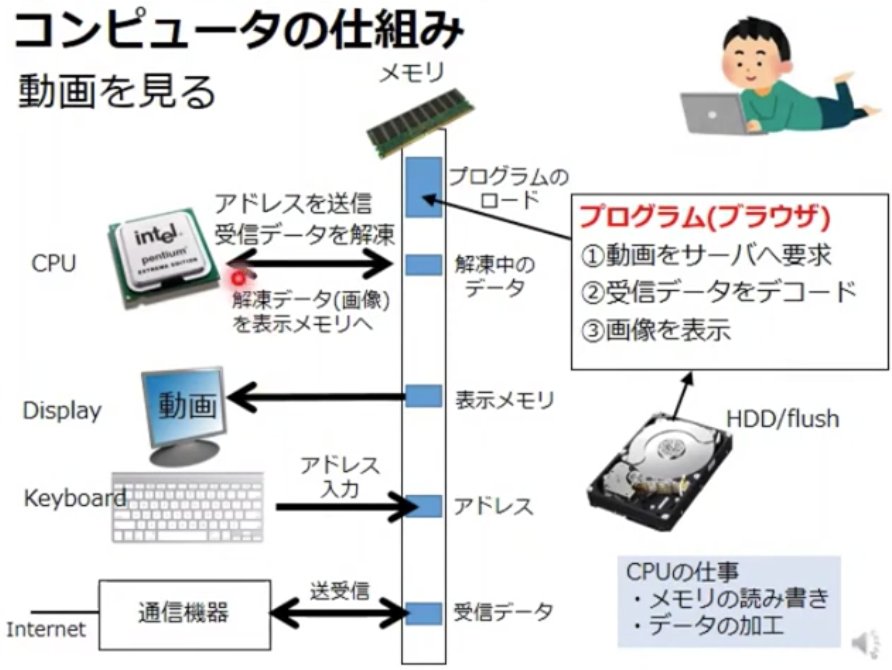 コンピュータの仕組み
動画を見る
メモリ
プログラムの
ロード
アドレスを送信
受信データを解凍
intel
pentium
EXTREME EDITION
CPU
解凍中の
データ
解凍データ(画像)
を表示メモリへ
プログラム(ブラウザ)
①動画をサーバへ要求
②受信データをデコード
③画像を表示
Display
動画
表示メモリ
HDD/flush
Keyboard
アドレス
入力
アドレス
CPUの仕事
・メモリの読み書き
・データの加工
Internet
通信機器
送受信
受信データ